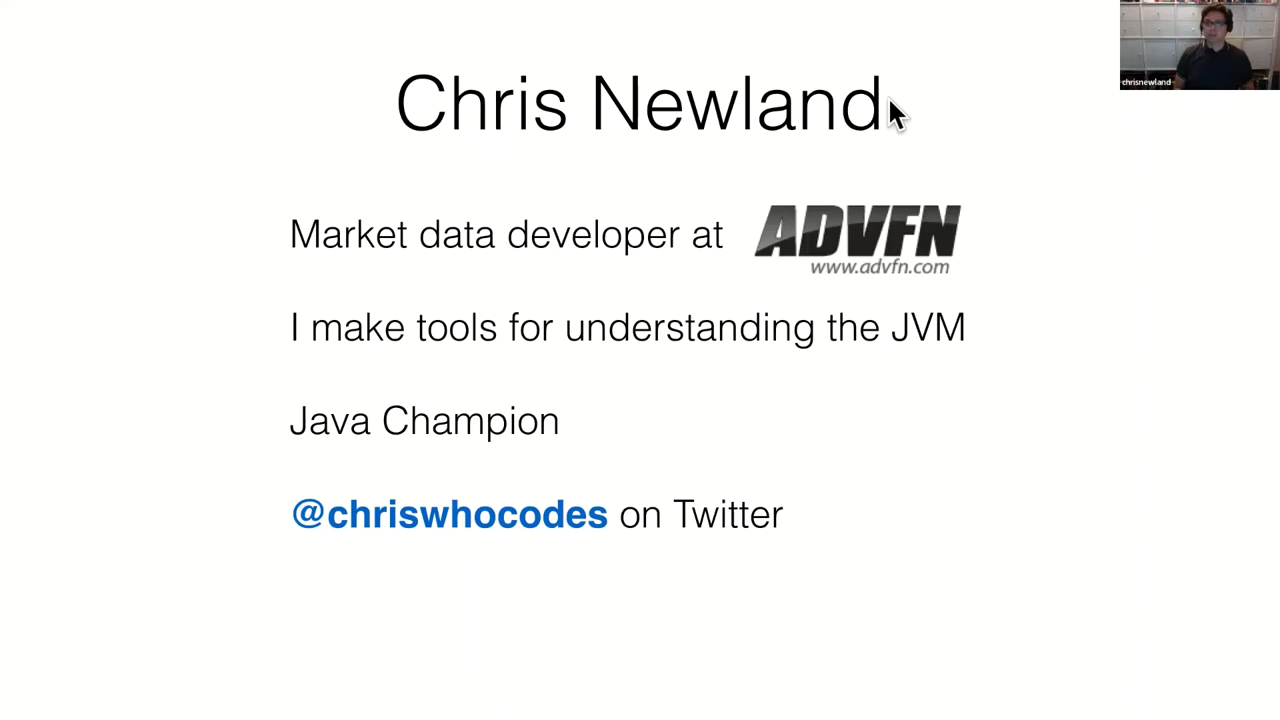 chrisnewland
Chris Newland
Market data developer at ADVFN
www.advfn.com
I make tools for understanding the JVM
Java Champion
@chriswhocodes on Twitter